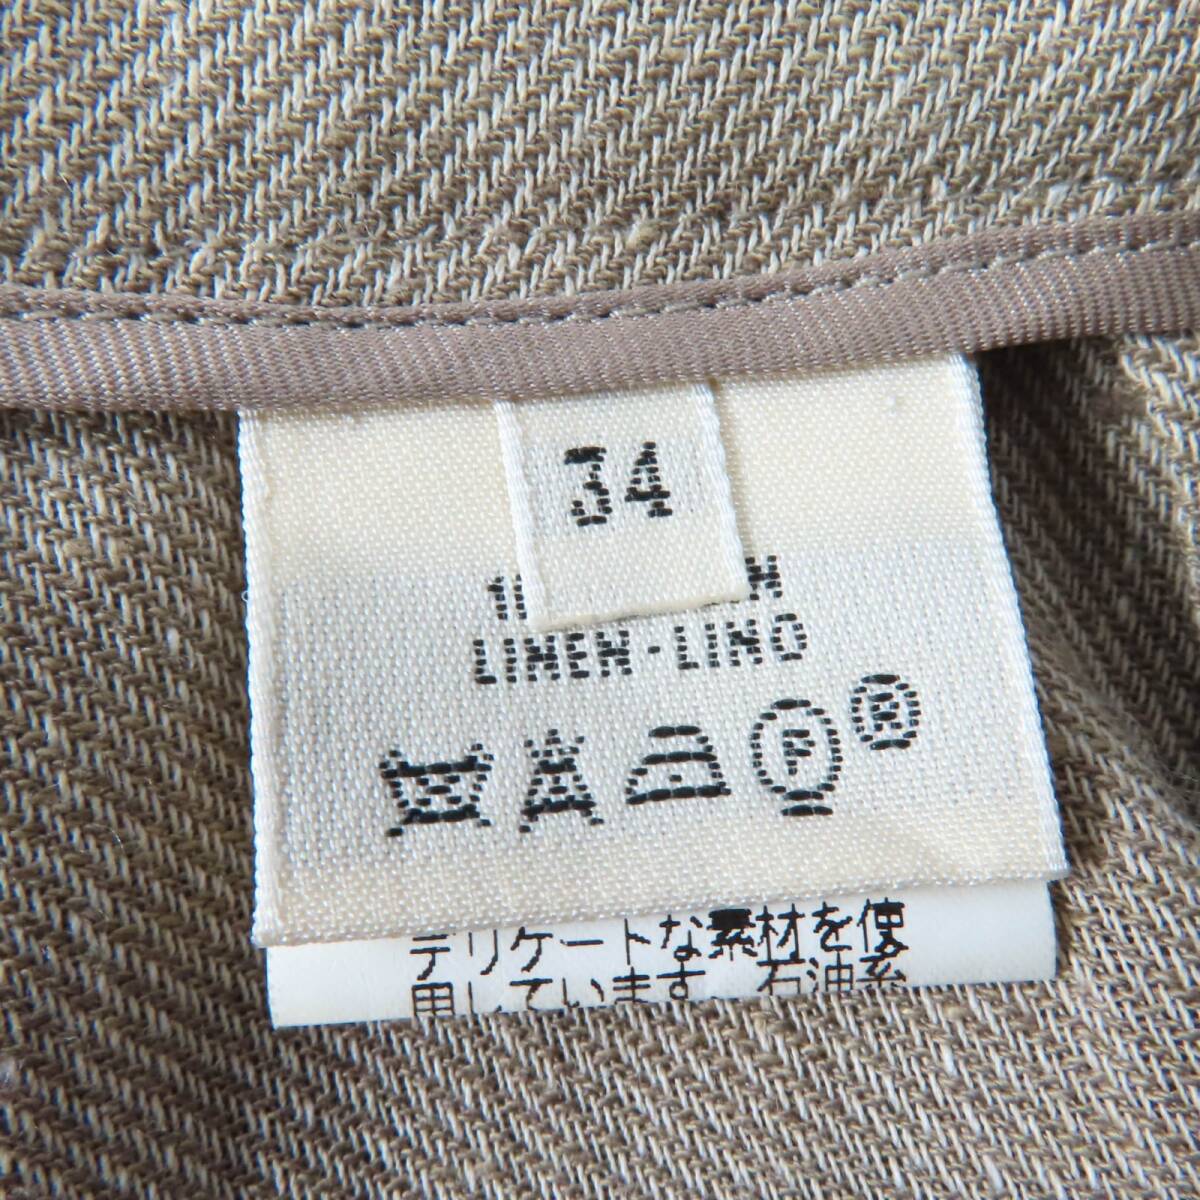 34
LINEN-LINO
F
R
デリケートな素材を使
用しています。石油系